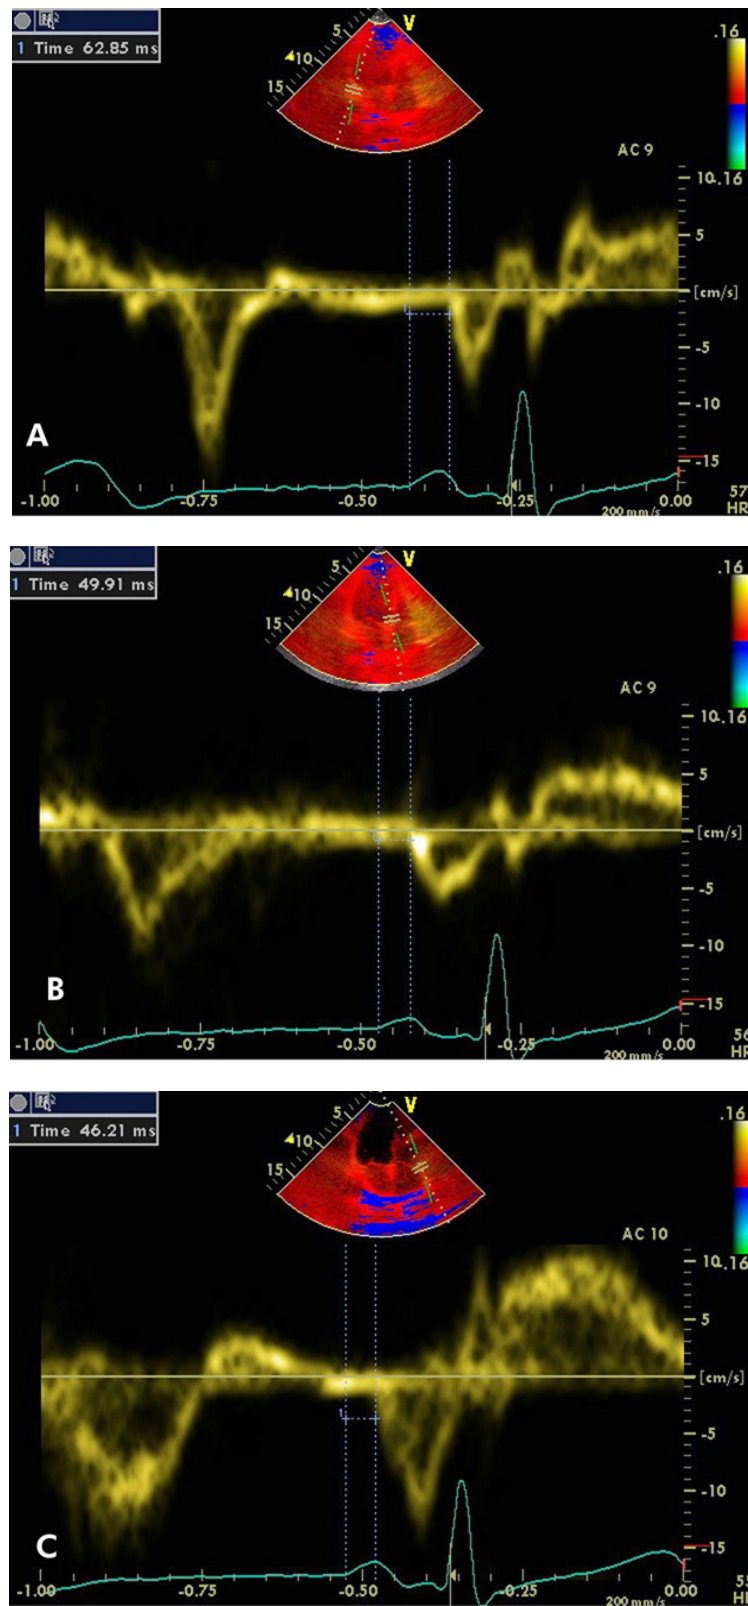 1 Time 62.85 ms
V
5
10
15
.16
AC 9
-.16
10
5
[cm/s]
-5
-10
-15
A
-1.00 -0.75 -0.50 -0.25 0.00
200 mm/s
57
HR
1 Time 49.91 ms
V
5
10
15
.16
AC 9
-.16
10
5
[cm/s]
-5
-10
-15
B
-1.00 -0.75 -0.50 -0.25 0.00
200 mm/s
56
HR
1 Time 46.21 ms
V
5
10
15
.16
AC 10
-.16
10
5
[cm/s]
-5
-10
-15
C
-1.00 -0.75 -0.50 -0.25 0.00
200 mm/s
55
HR